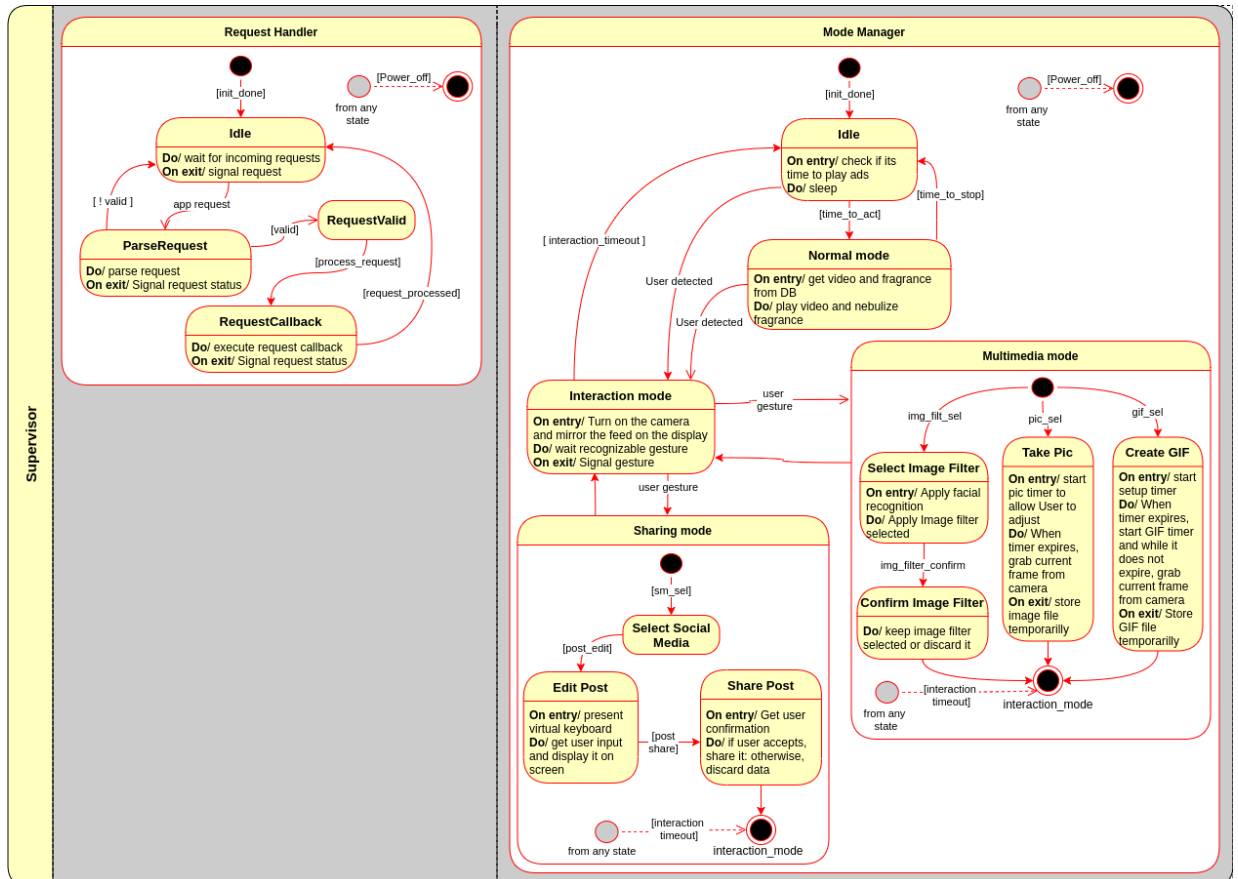 Supervisor
Request Handler
[init_done]
[Power_off]
from any
state
Idle
Do/ wait for incoming requests
On exit/ signal request
[ ! valid ]
app request
ParseRequest
Do/ parse request
On exit/ Signal request status
[valid]
RequestValid
[process_request]
[request_processed]
RequestCallback
Do/ execute request callback
On exit/ Signal request status
Mode Manager
[init_done]
[Power_off]
from any
state
Idle
On entry/ check if its
time to play ads
Do/ sleep
[time_to_act]
[time_to_stop]
[ interaction_timeout ]
Normal mode
On entry/ get video and fragrance
from DB
Do/ play video and nebulize
fragrance
User detected
User detected
Interaction mode
On entry/ Turn on the camera
and mirror the feed on the display
Do/ wait recognizable gesture
On exit/ Signal gesture
user
gesture
user gesture
Multimedia mode
img_filt_sel
pic_sel
gif_sel
Select Image Filter
On entry/ Apply facial
recognition
Do/ Apply Image filter
selected
img_filter_confirm
Confirm Image Filter
Do/ keep image filter
selected or discard it
Take Pic
On entry/ start
pic timer to
allow User to
adjust
Do/ When
timer expires,
grab current
frame from
camera
On exit/ store
image file
temporarilly
Create GIF
On entry/ start
setup timer
Do/ When
timer expires,
start GIF timer
and while it
does not
expire, grab
current frame
from camera
On exit/ Store
GIF file
temporarilly
from any
state
[interaction
timeout]
interaction_mode
Sharing mode
[sm_sel]
Select Social
Media
[post_edit]
Edit Post
On entry/ present
virtual keyboard
Do/ get user input
and display it on
screen
[post
share]
Share Post
On entry/ Get user
confirmation
Do/ if user accepts,
share it: otherwise,
discard data
from any state
[interaction
timeout]
interaction_mode